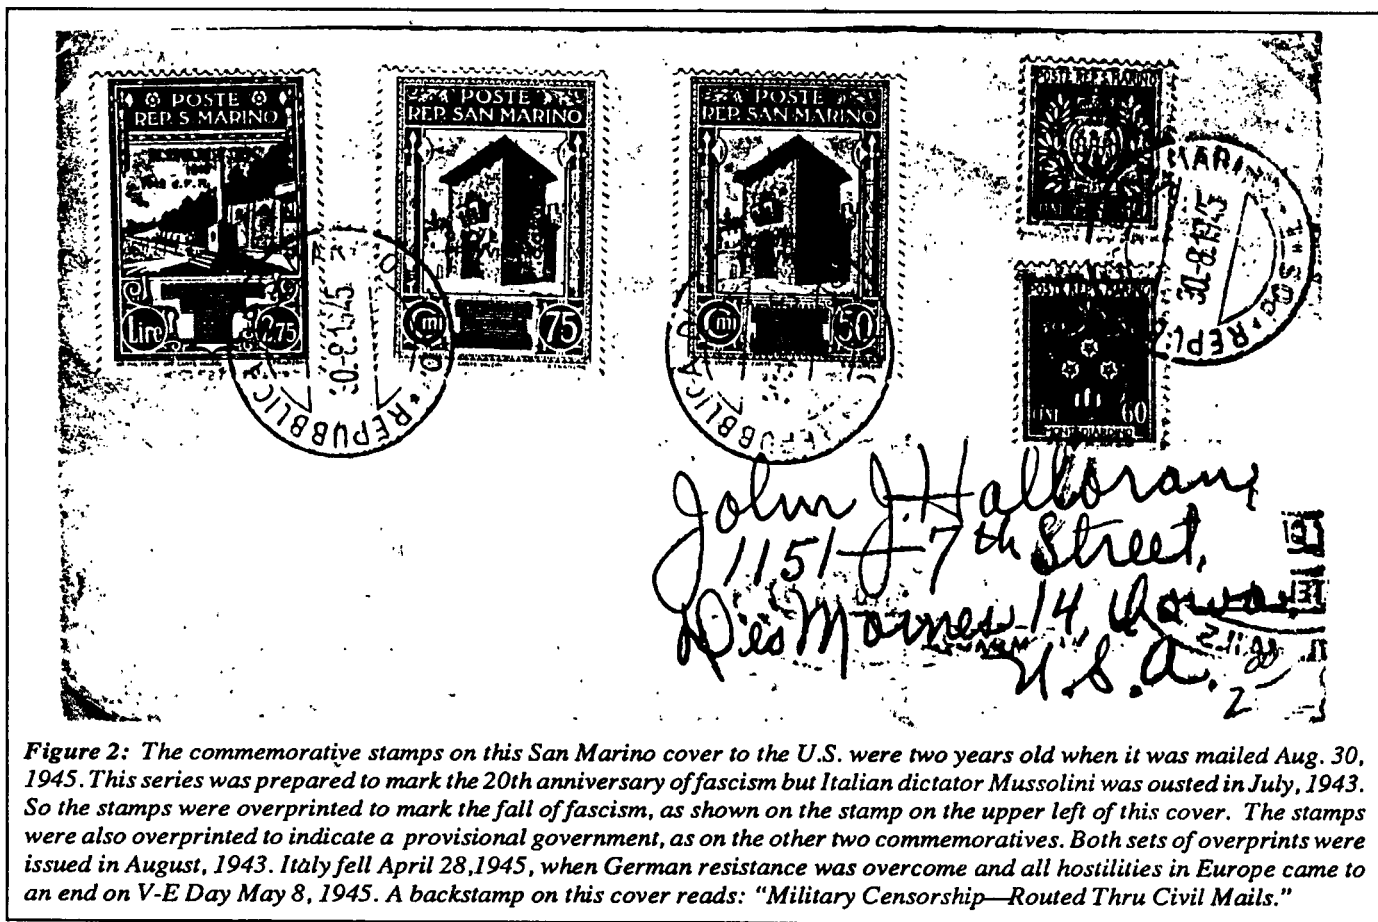 POSTE
REP. S. MARINO
Lire 2.75
POSTE
REP. SAN MARINO
Cmi 75
POSTE
REP. SAN MARINO
Cmi 50
POSTE REP. S. MARINO
POSTE REP. S. MARINO
CENT. 60
MONTEGIARDINO
REPUBBLICA
30-8.1945
REPUBBLICA
MARINO
30-8.1945
John J. Halloran,
1151-7th Street,
Des Moines 14, Iowa.
U.S.A.
Figure 2: The commemorative stamps on this San Marino cover to the U.S. were two years old when it was mailed Aug. 30,
1945. This series was prepared to mark the 20th anniversary of fascism but Italian dictator Mussolini was ousted in July, 1943.
So the stamps were overprinted to mark the fall of fascism, as shown on the stamp on the upper left of this cover. The stamps
were also overprinted to indicate a provisional government, as on the other two commemoratives. Both sets of overprints were
issued in August, 1943. Italy fell April 28,1945, when German resistance was overcome and all hostilities in Europe came to
an end on V-E Day May 8, 1945. A backstamp on this cover reads: “Military Censorship—Routed Thru Civil Mails.”